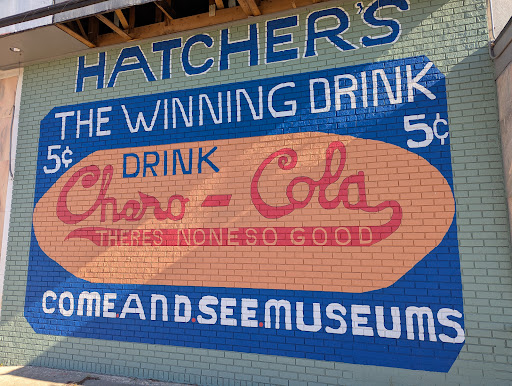 HATCHER'S
THE WINNING DRINK
5¢ 5¢
DRINK
Chero-Cola
THERES NONE SO GOOD
COME.AND.SEE.MUSEUMS